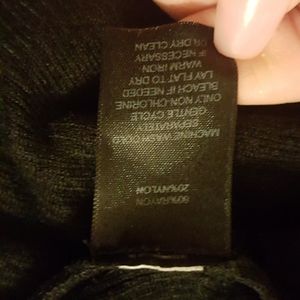 80%RAYON
20%NYLON
MACHINE WASH COLD
SEPARATELY
GENTLE CYCLE
ONLY NON-CHLORINE
BLEACH IF NEEDED
LAY FLAT TO DRY
WARM IRON
IF NECESSARY
OR DRY CLEAN